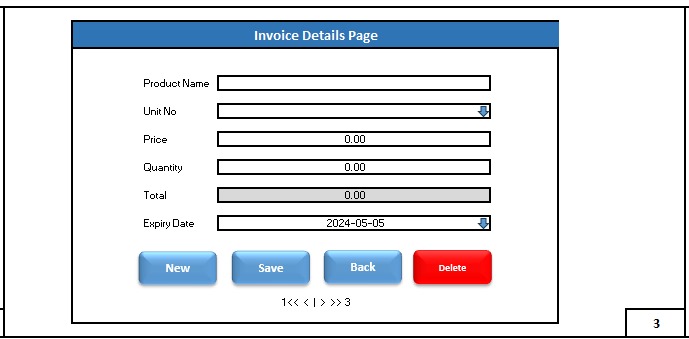 Invoice Details Page
Product Name
Unit No
Price 0.00
Quantity 0.00
Total 0.00
Expiry Date 2024-05-05
New Save Back Delete
1<< < | > >> 3
3